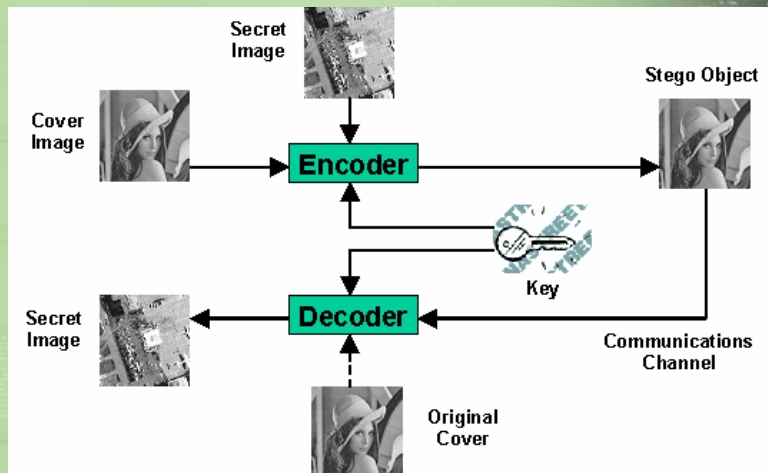 Secret
Image
Stego Object
Cover
Image
Encoder
Key
Secret
Image
Decoder
Communications
Channel
Original
Cover